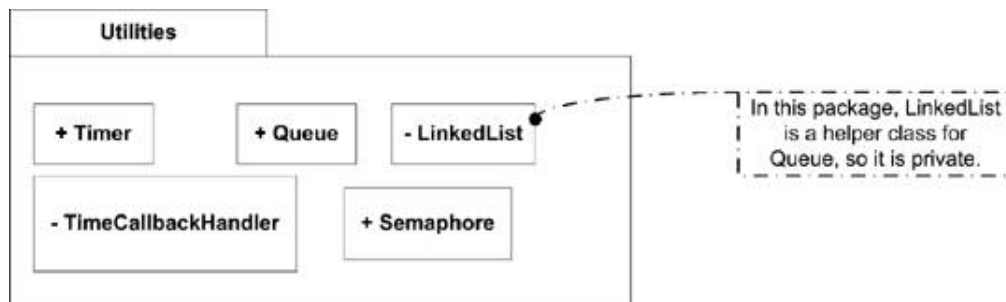 Utilities
+ Timer
+ Queue
- LinkedList
In this package, LinkedList
is a helper class for
Queue, so it is private.
- TimeCallbackHandler
+ Semaphore